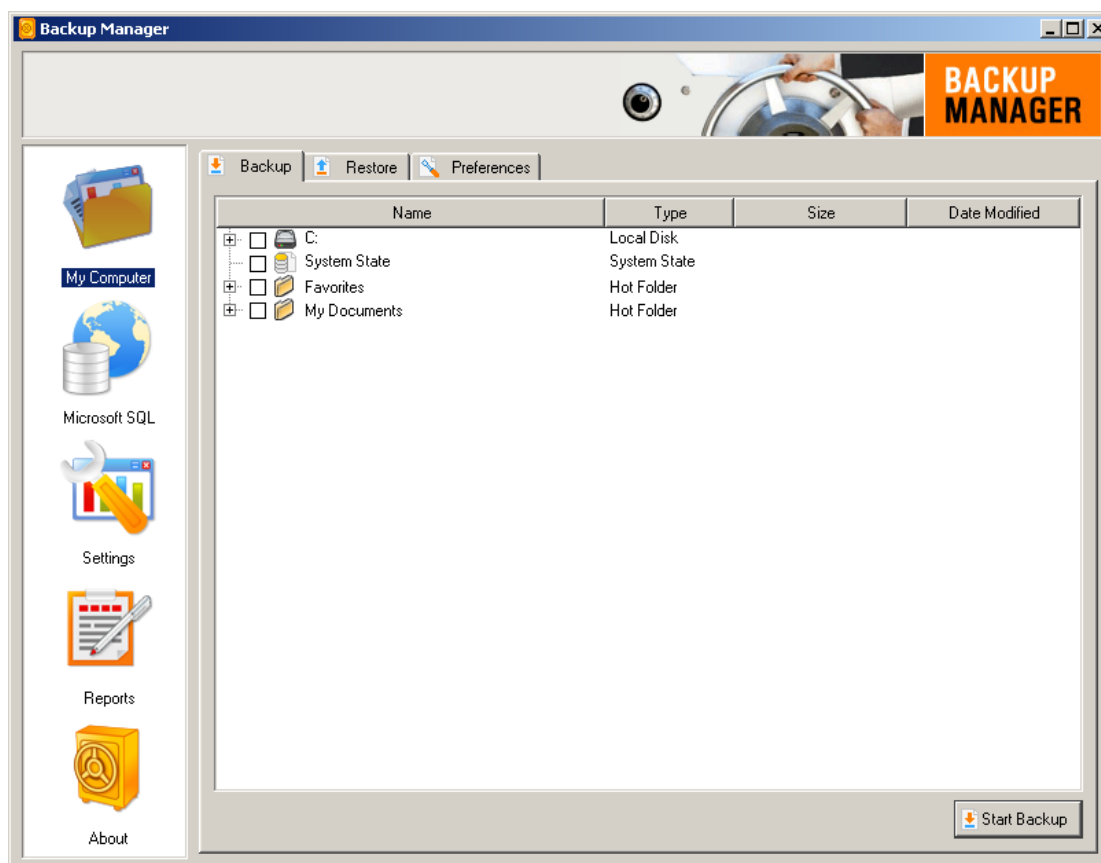 Backup Manager
BACKUP
MANAGER
Backup Restore Preferences
Name Type Size Date Modified
C: Local Disk
System State System State
Favorites Hot Folder
My Documents Hot Folder
My Computer
Microsoft SQL
Settings
Reports
About
Start Backup